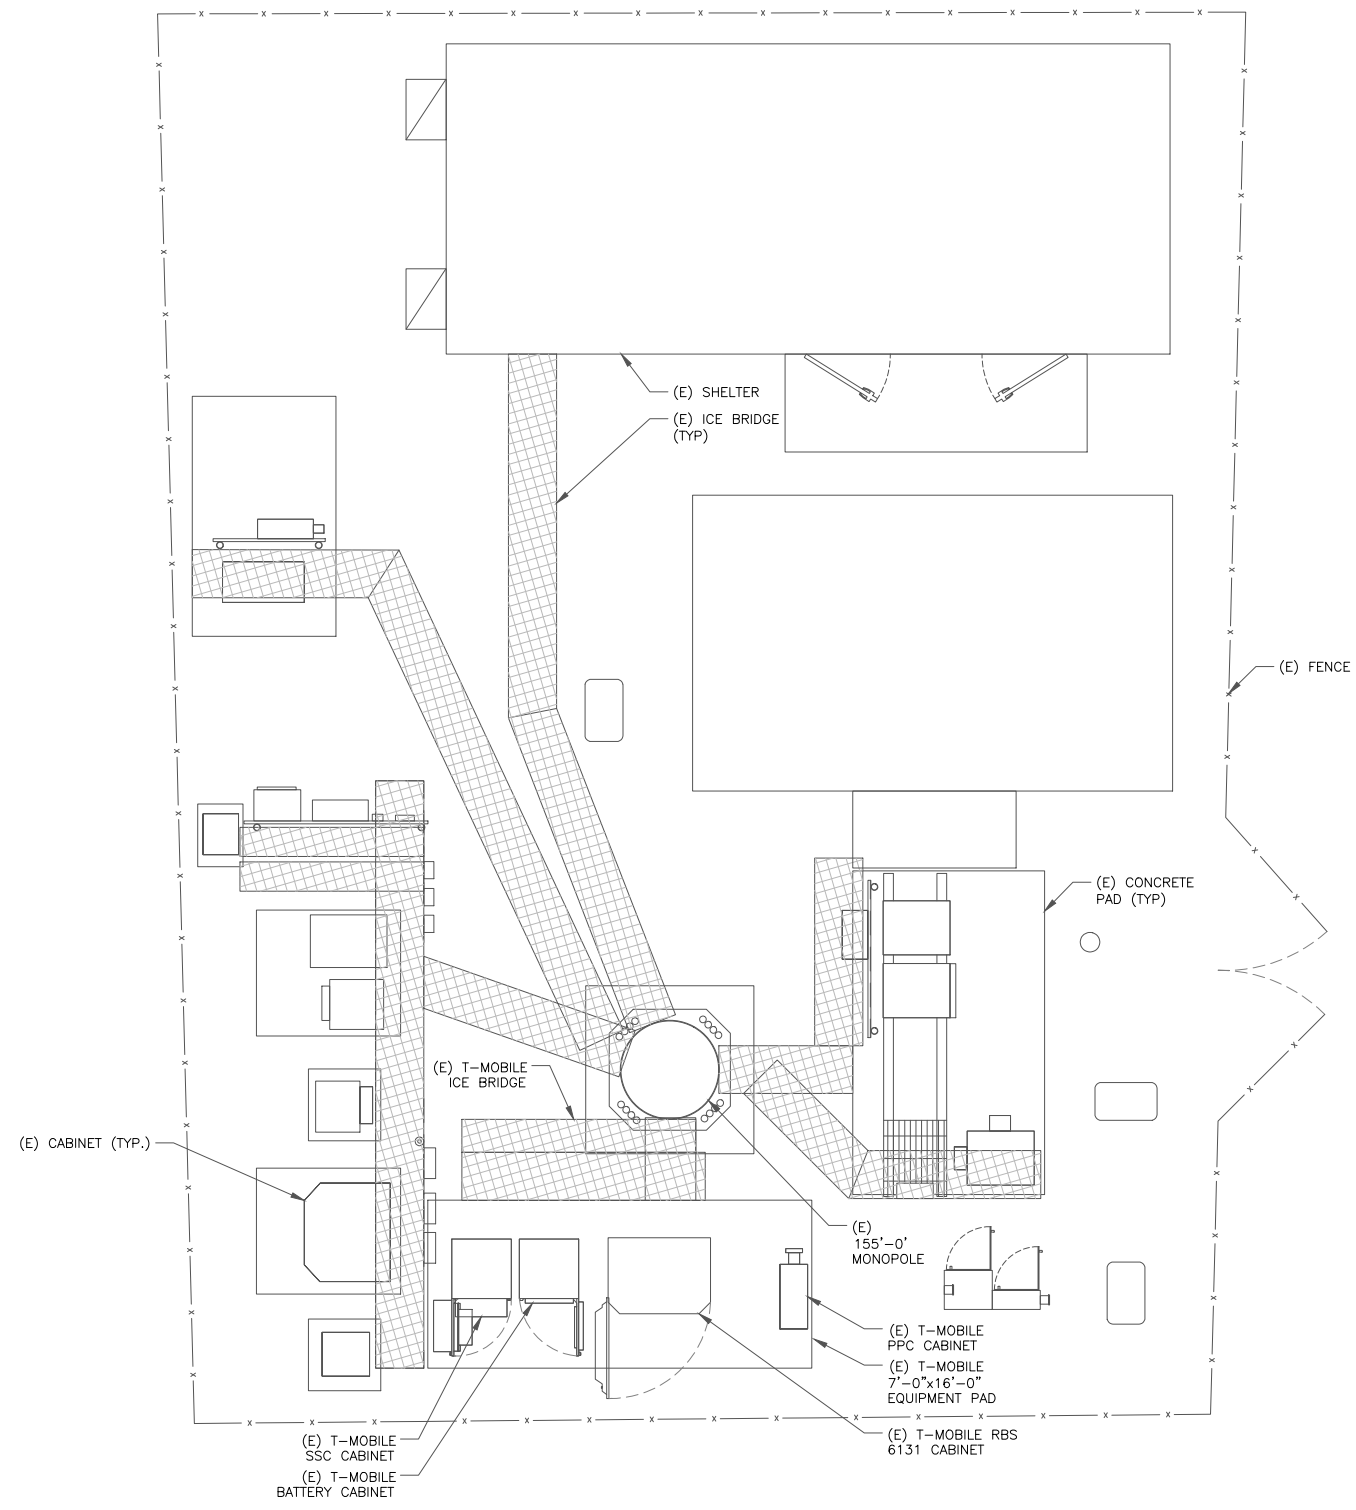 (E) SHELTER
(E) ICE BRIDGE
(TYP)
(E) FENCE
(E) CONCRETE
PAD (TYP)
(E) T-MOBILE
ICE BRIDGE
(E) CABINET (TYP.)
(E)
155'-0'
MONOPOLE
(E) T-MOBILE
PPC CABINET
(E) T-MOBILE
7'-0"x16'-0"
EQUIPMENT PAD
(E) T-MOBILE RBS
6131 CABINET
(E) T-MOBILE
SSC CABINET
(E) T-MOBILE
BATTERY CABINET